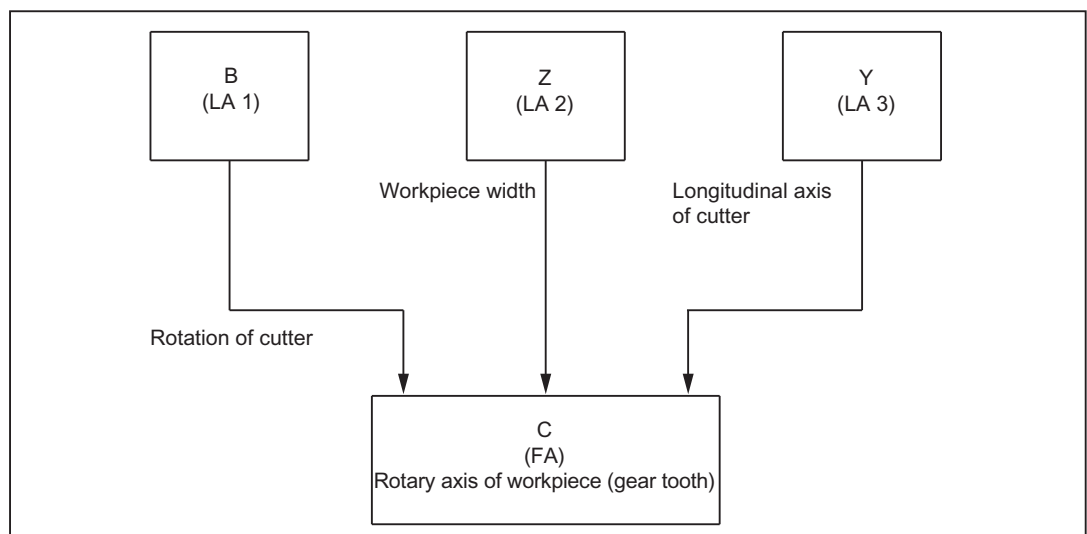 B
(LA 1)
Z
(LA 2)
Y
(LA 3)
Workpiece width
Longitudinal axis
of cutter
Rotation of cutter
C
(FA)
Rotary axis of workpiece (gear tooth)